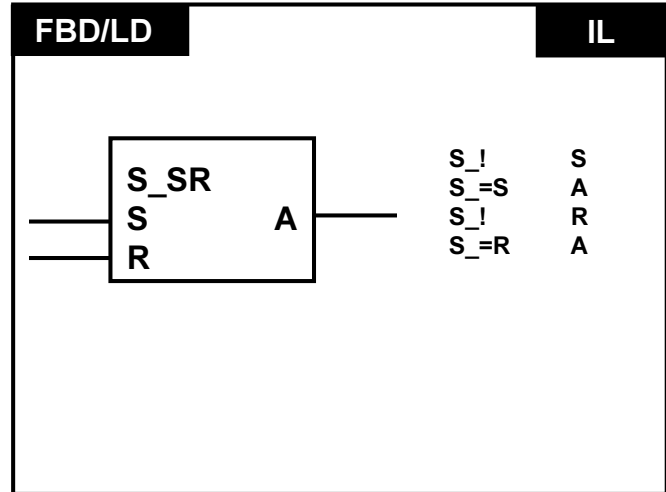 FBD/LD IL
S_SR
S A
R
S_! S
S_=S A
S_! R
S_=R A